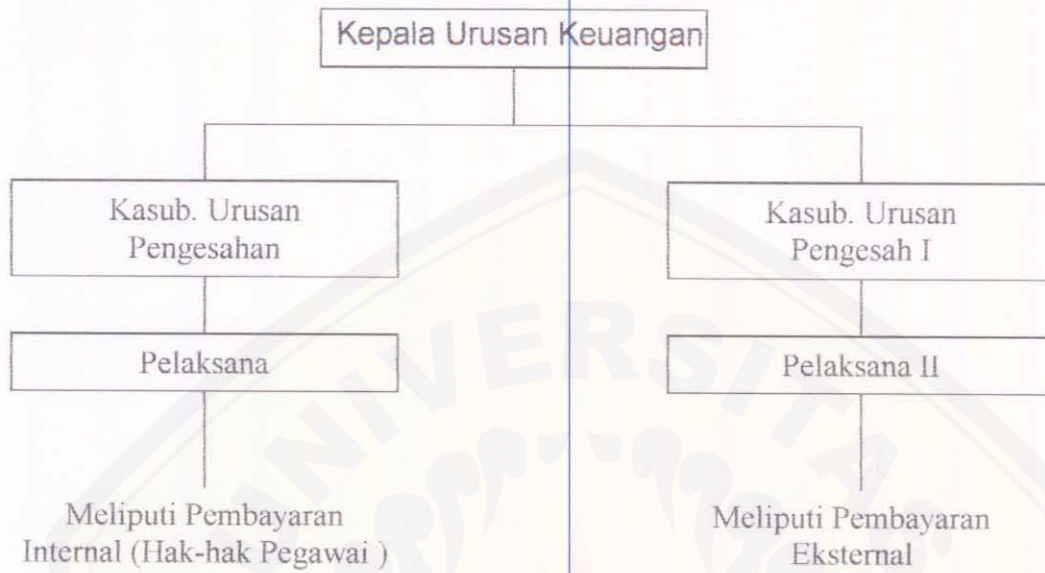 Kepala Urusan Keuangan
Kasub. Urusan
Pengesahan
Kasub. Urusan
Pengesah I
Pelaksana
Pelaksana II
Meliputi Pembayaran
Internal (Hak-hak Pegawai )
Meliputi Pembayaran
Eksternal
UNIVERSITAS